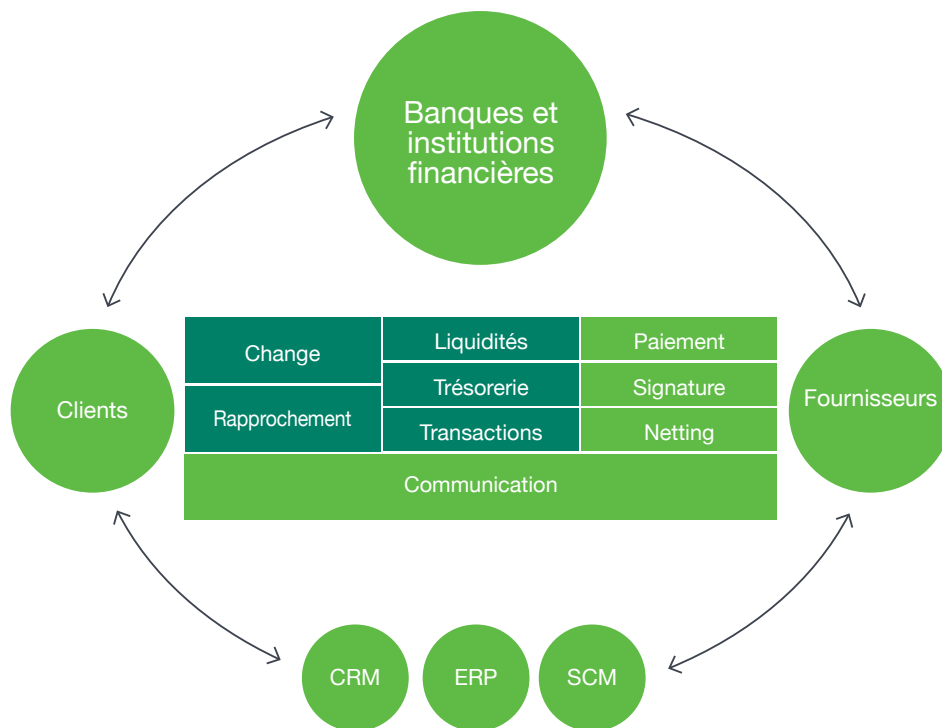 Banques et
institutions
financières
Clients
Change
Rapprochement
Liquidités
Trésorerie
Transactions
Paiement
Signature
Netting
Communication
Fournisseurs
CRM
ERP
SCM